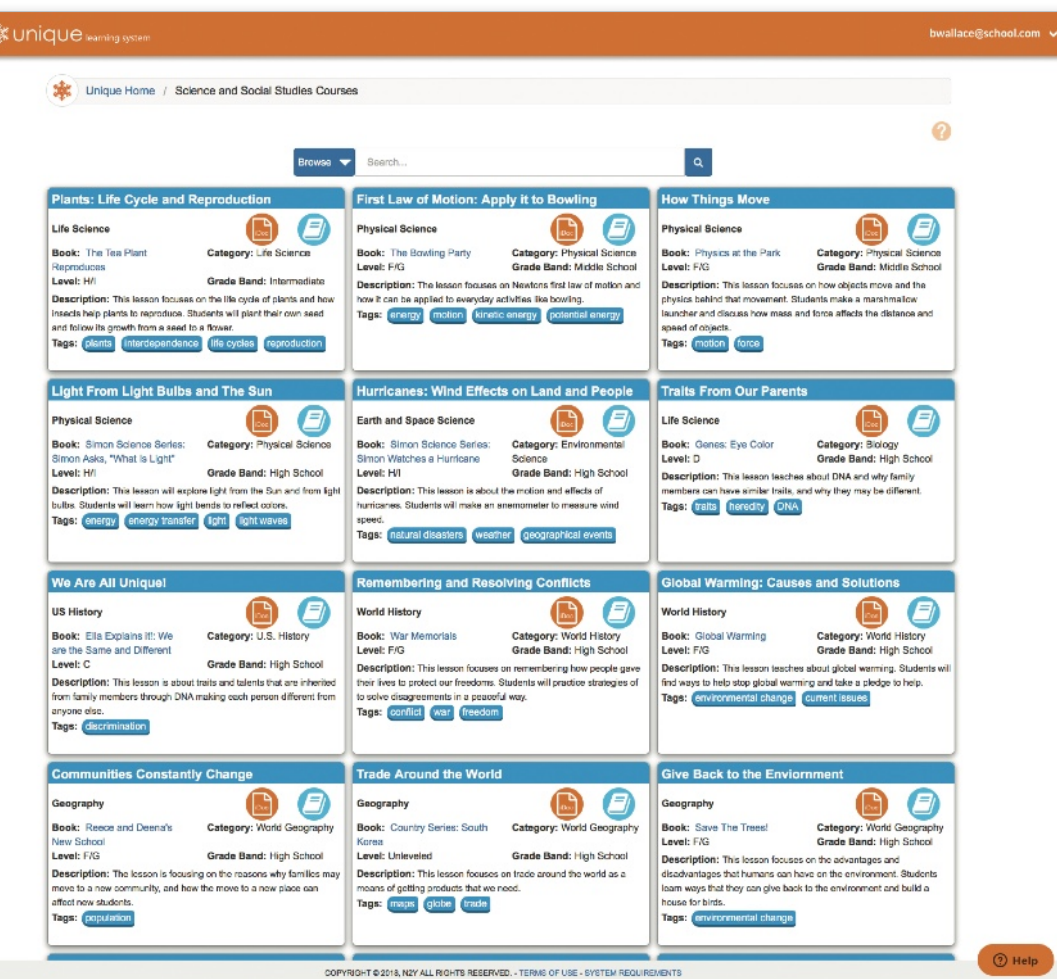 unique learning system
bwallace@school.com
Unique Home / Science and Social Studies Courses
?
Browse Search...
Plants: Life Cycle and Reproduction
Life Science
iDoc
Book: The Tea Plant
Reproduces
Category: Life Science
Level: H/I
Grade Band: Intermediate
Description: This lesson focuses on the life cycle of plants and how
insects help plants to reproduce. Students will plant their own seed
and follow its growth from a seed to a flower.
Tags: plants interdependence life cycles reproduction
First Law of Motion: Apply it to Bowling
Physical Science
iDoc
Book: The Bowling Party
Category: Physical Science
Level: F/G
Grade Band: Middle School
Description: The lesson focuses on Newtons first law of motion and
how it can be applied to everyday activities like bowling.
Tags: energy motion kinetic energy potential energy
How Things Move
Physical Science
iDoc
Book: Physics at the Park
Category: Physical Science
Level: F/G
Grade Band: Middle School
Description: This lesson focuses on how objects move and the
physics behind that movement. Students make a marshmallow
launcher and discuss how mass and force affects the distance and
speed of objects.
Tags: motion force
Light From Light Bulbs and The Sun
Physical Science
iDoc
Book: Simon Science Series:
Simon Asks, "What Is Light"
Category: Physical Science
Level: H/I
Grade Band: High School
Description: This lesson will explore light from the Sun and from light
bulbs. Students will learn how light bends to reflect colors.
Tags: energy energy transfer light light waves
Hurricanes: Wind Effects on Land and People
Earth and Space Science
iDoc
Book: Simon Science Series:
Simon Watches a Hurricane
Category: Environmental
Science
Level: H/I
Grade Band: High School
Description: This lesson is about the motion and effects of
hurricanes. Students will make an anemometer to measure wind
speed.
Tags: natural disasters weather geographical events
Traits From Our Parents
Life Science
iDoc
Book: Genes: Eye Color
Category: Biology
Level: D
Grade Band: High School
Description: This lesson teaches about DNA and why family
members can have similar traits, and why they may be different.
Tags: traits heredity DNA
We Are All Unique!
US History
iDoc
Book: Ella Explains It!: We
are the Same and Different
Category: U.S. History
Level: C
Grade Band: High School
Description: This lesson is about traits and talents that are inherited
from family members through DNA making each person different from
anyone else.
Tags: discrimination
Remembering and Resolving Conflicts
World History
iDoc
Book: War Memorials
Category: World History
Level: F/G
Grade Band: High School
Description: This lesson focuses on remembering how people gave
their lives to protect our freedoms. Students will practice strategies of
to solve disagreements in a peaceful way.
Tags: conflict war freedom
Global Warming: Causes and Solutions
World History
iDoc
Book: Global Warming
Category: World History
Level: F/G
Grade Band: High School
Description: This lesson teaches about global warming. Students will
find ways to help stop global warming and take a pledge to help.
Tags: environmental change current issues
Communities Constantly Change
Geography
iDoc
Book: Reece and Deena's
New School
Category: World Geography
Level: F/G
Grade Band: High School
Description: The lesson is focusing on the reasons why families may
move to a new community, and how the move to a new place can
affect new students.
Tags: population
Trade Around the World
Geography
iDoc
Book: Country Series: South
Korea
Category: World Geography
Level: Unleveled
Grade Band: High School
Description: This lesson focuses on trade around the world as a
means of getting products that we need.
Tags: maps globe trade
Give Back to the Enviornment
Geography
iDoc
Book: Save The Trees!
Category: World Geography
Level: F/G
Grade Band: High School
Description: This lesson focuses on the advantages and
disadvantages that humans can have on the environment. Students
learn ways that they can give back to the environment and build a
house for birds.
Tags: environmental change
COPYRIGHT © 2018, N2Y ALL RIGHTS RESERVED. - TERMS OF USE - SYSTEM REQUIREMENTS
? Help